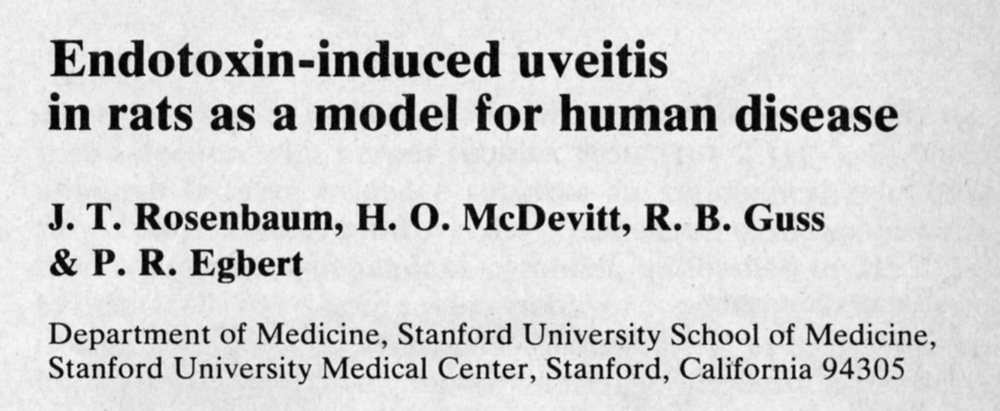 Endotoxin-induced uveitis
in rats as a model for human disease
J. T. Rosenbaum, H. O. McDevitt, R. B. Guss
& P. R. Egbert
Department of Medicine, Stanford University School of Medicine,
Stanford University Medical Center, Stanford, California 94305